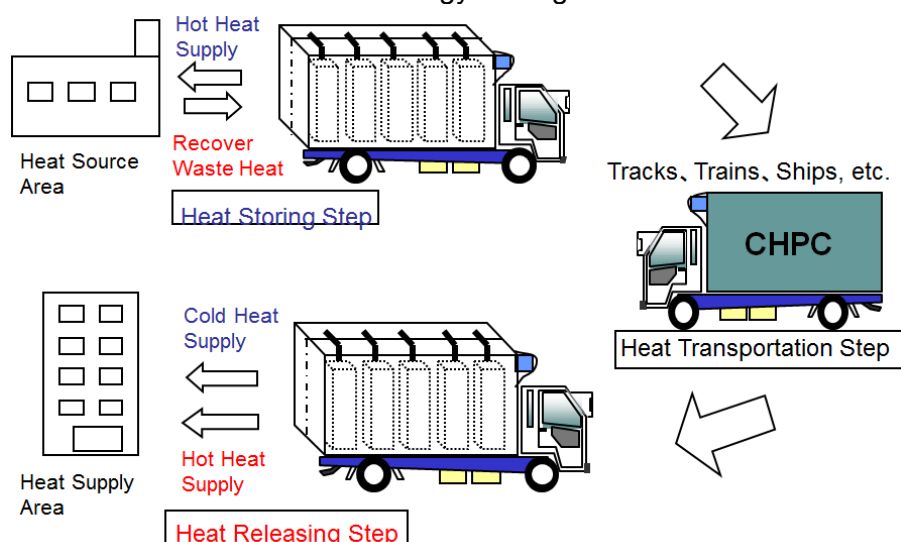 Hot Heat
Supply
Recover
Waste Heat
Heat Source
Area
Heat Storing Step
Tracks、Trains、Ships, etc.
CHPC
Heat Transportation Step
Cold Heat
Supply
Hot Heat
Supply
Heat Supply
Area
Heat Releasing Step